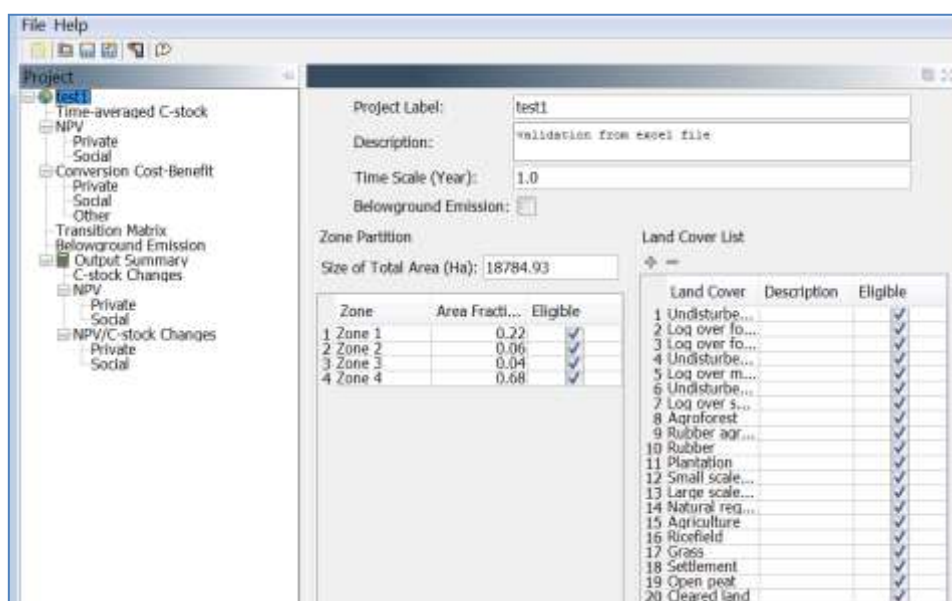 File Help
Project
test1
Time-averaged C-stock
NPV
Private
Social
Conversion Cost-Benefit
Private
Social
Other
Transition Matrix
Belowground Emission
Output Summary
C-stock Changes
NPV
Private
Social
NPV/C-stock Changes
Private
Social
Project Label: test1
Description: validation from excel file
Time Scale (Year): 1.0
Belowground Emission:
Zone Partition
Size of Total Area (Ha): 18784.93
Zone Area Fracti... Eligible
1 Zone 1 0.22
2 Zone 2 0.06
3 Zone 3 0.04
4 Zone 4 0.68
Land Cover List
Land Cover Description Eligible
1 Undisturbe...
2 Log over fo...
3 Log over fo...
4 Undisturbe...
5 Log over m...
6 Undisturbe...
7 Log over s...
8 Agroforest
9 Rubber agr...
10 Rubber
11 Plantation
12 Small scale...
13 Large scale...
14 Natural reg...
15 Agriculture
16 Ricefield
17 Grass
18 Settlement
19 Open peat
20 Cleared land